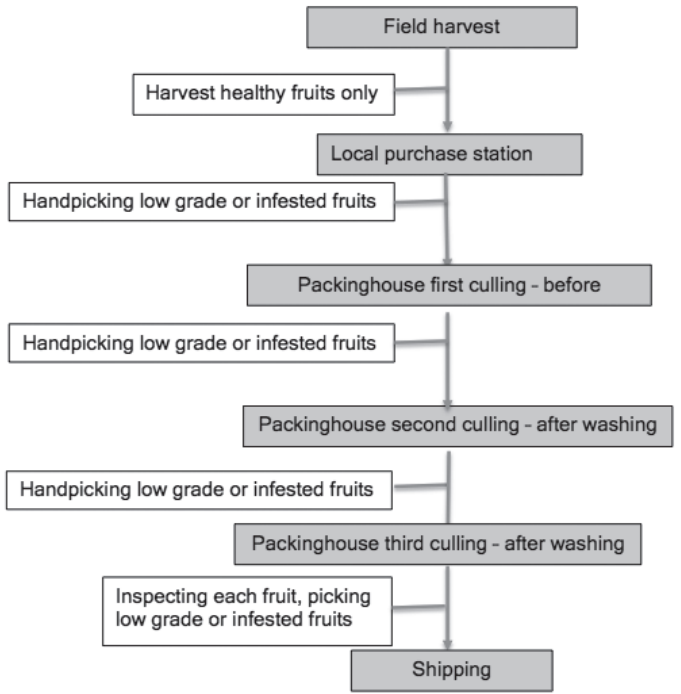 Field harvest
Harvest healthy fruits only
Local purchase station
Handpicking low grade or infested fruits
Packinghouse first culling - before
Handpicking low grade or infested fruits
Packinghouse second culling - after washing
Handpicking low grade or infested fruits
Packinghouse third culling - after washing
Inspecting each fruit, picking
low grade or infested fruits
Shipping